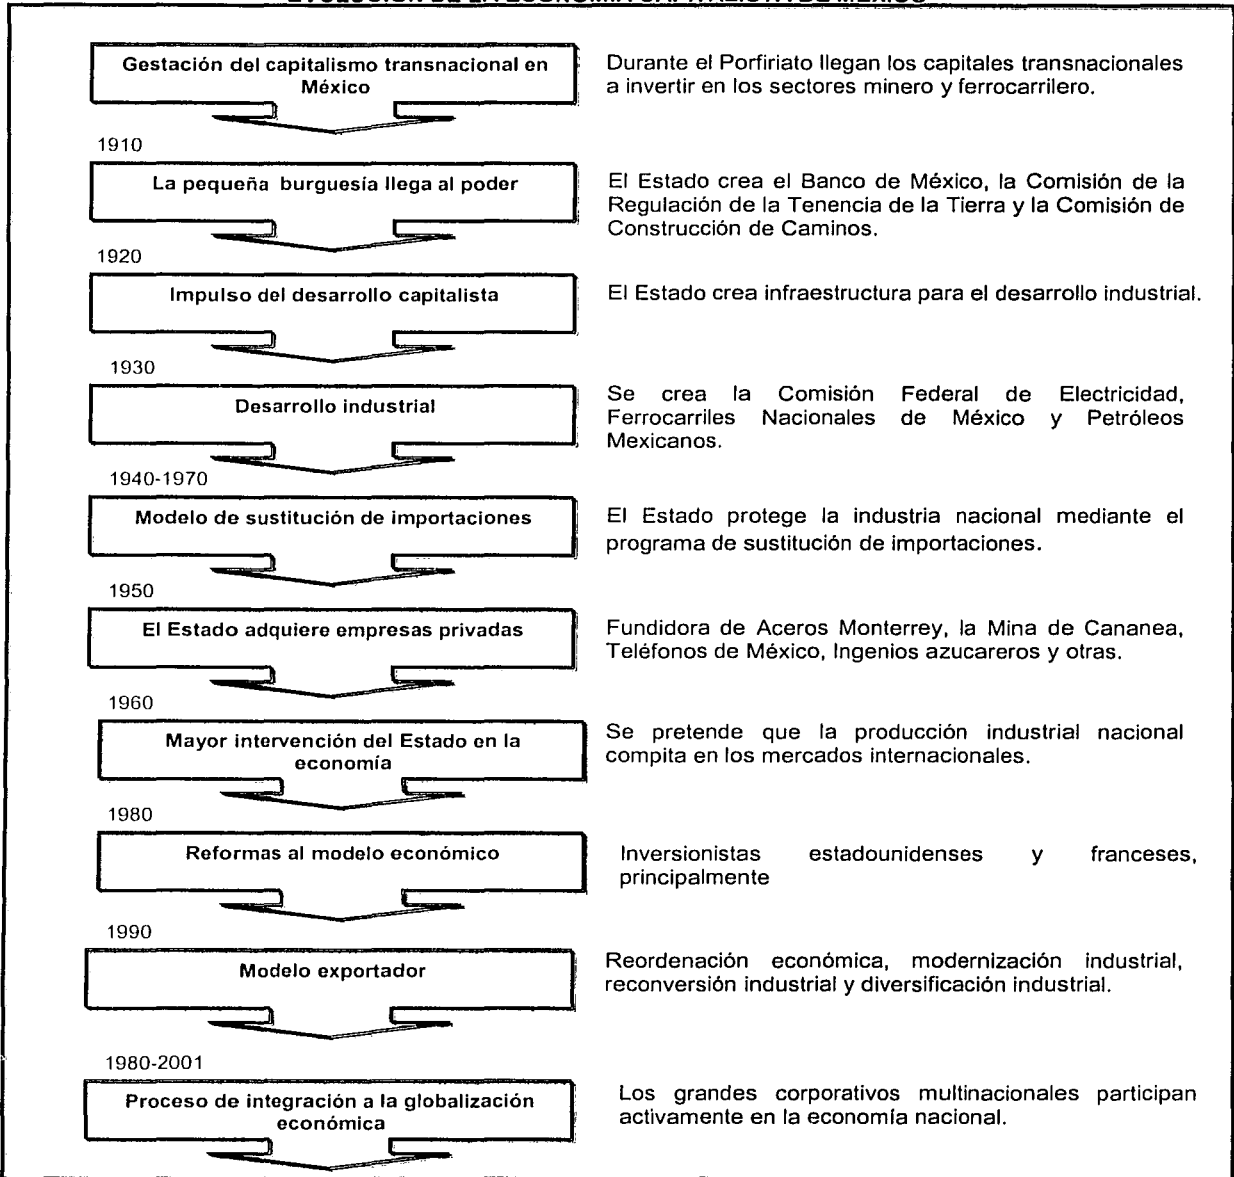 EVOLUCIÓN DE LA ECONOMÍA CAPITALISTA DE MÉXICO
Gestación del capitalismo transnacional en
México
Durante el Porfiriato llegan los capitales transnacionales
a invertir en los sectores minero y ferrocarrilero.
1910
La pequeña burguesía llega al poder
El Estado crea el Banco de México, la Comisión de la
Regulación de la Tenencia de la Tierra y la Comisión de
Construcción de Caminos.
1920
Impulso del desarrollo capitalista
El Estado crea infraestructura para el desarrollo industrial.
1930
Desarrollo industrial
Se crea la Comisión Federal de Electricidad,
Ferrocarriles Nacionales de México y Petróleos
Mexicanos.
1940-1970
Modelo de sustitución de importaciones
El Estado protege la industria nacional mediante el
programa de sustitución de importaciones.
1950
El Estado adquiere empresas privadas
Fundidora de Aceros Monterrey, la Mina de Cananea,
Teléfonos de México, Ingenios azucareros y otras.
1960
Mayor intervención del Estado en la
economía
Se pretende que la producción industrial nacional
compita en los mercados internacionales.
1980
Reformas al modelo económico
Inversionistas estadounidenses y franceses,
principalmente
1990
Modelo exportador
Reordenación económica, modernización industrial,
reconversión industrial y diversificación industrial.
1980-2001
Proceso de integración a la globalización
económica
Los grandes corporativos multinacionales participan
activamente en la economía nacional.